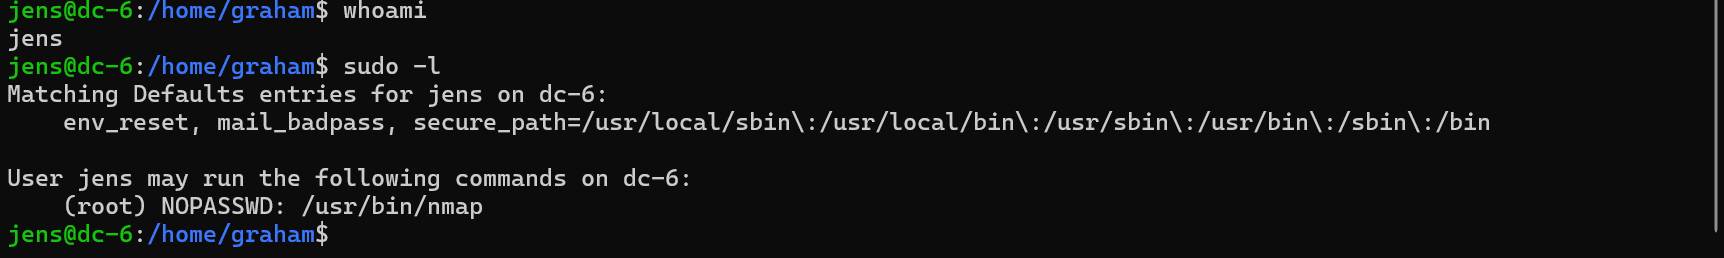 jens@dc-6:/home/graham$ whoami
jens
jens@dc-6:/home/graham$ sudo -l
Matching Defaults entries for jens on dc-6:
    env_reset, mail_badpass, secure_path=/usr/local/sbin\:/usr/local/bin\:/usr/sbin\:/usr/bin\:/sbin\:/bin

User jens may run the following commands on dc-6:
    (root) NOPASSWD: /usr/bin/nmap
jens@dc-6:/home/graham$